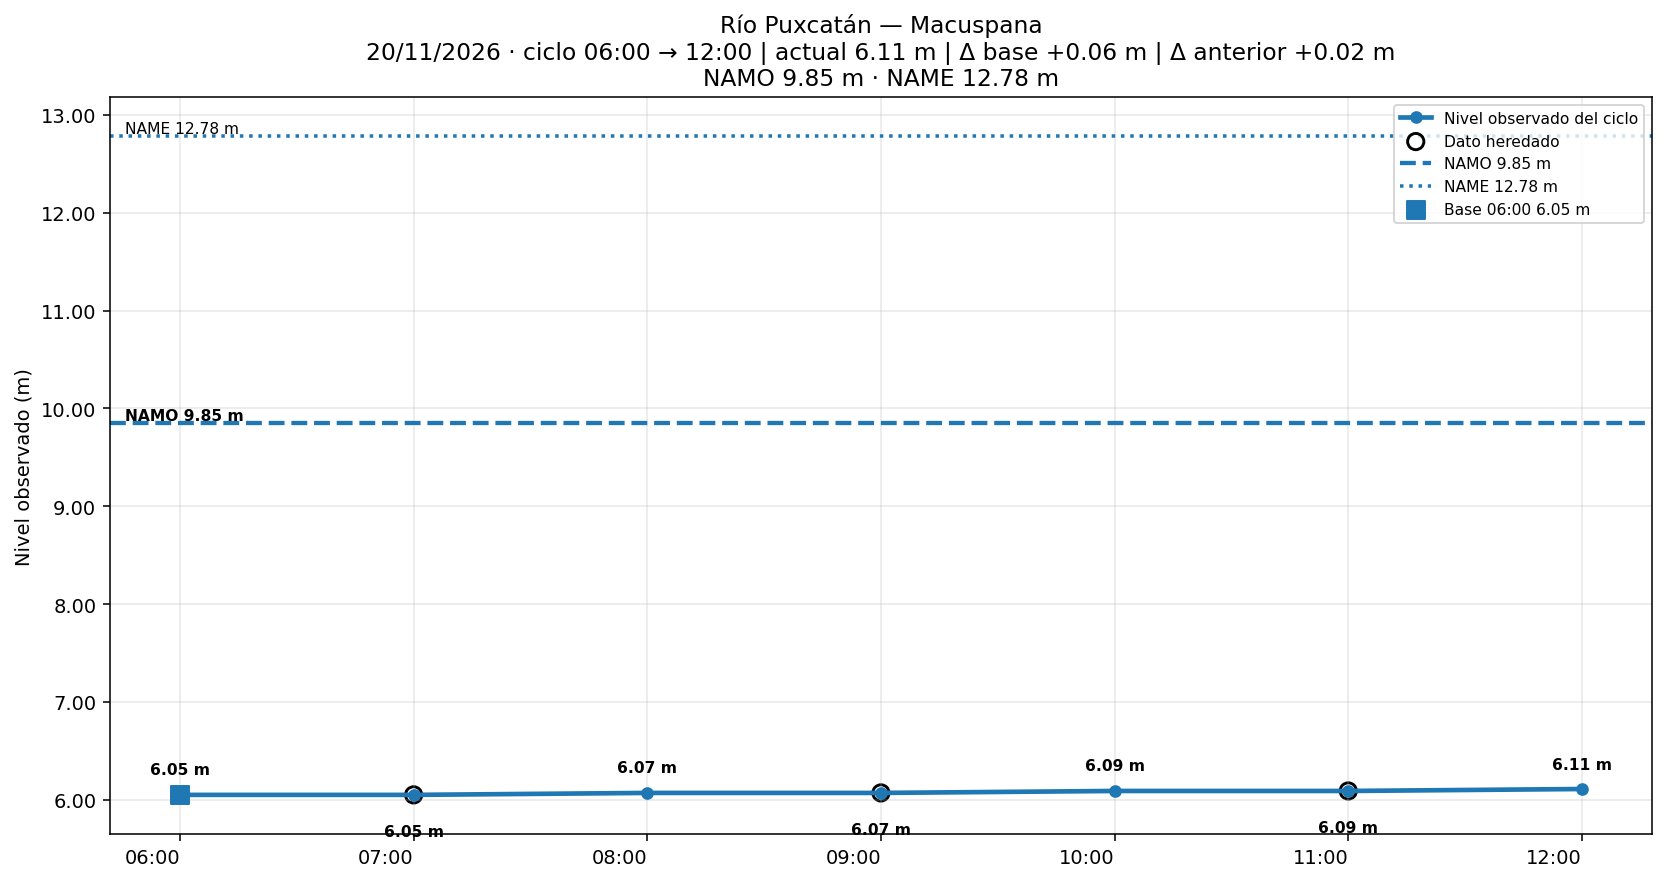 Río Puxcatán — Macuspana
20/11/2026 · ciclo 06:00 → 12:00 | actual 6.11 m | Δ base +0.06 m | Δ anterior +0.02 m
NAMO 9.85 m · NAME 12.78 m
Nivel observado (m)
13.00
12.00
11.00
10.00
9.00
8.00
7.00
6.00
NAME 12.78 m
NAMO 9.85 m
Nivel observado del ciclo
Dato heredado
NAMO 9.85 m
NAME 12.78 m
Base 06:00 6.05 m
6.05 m
6.05 m
6.07 m
6.07 m
6.09 m
6.09 m
6.11 m
06:00
07:00
08:00
09:00
10:00
11:00
12:00